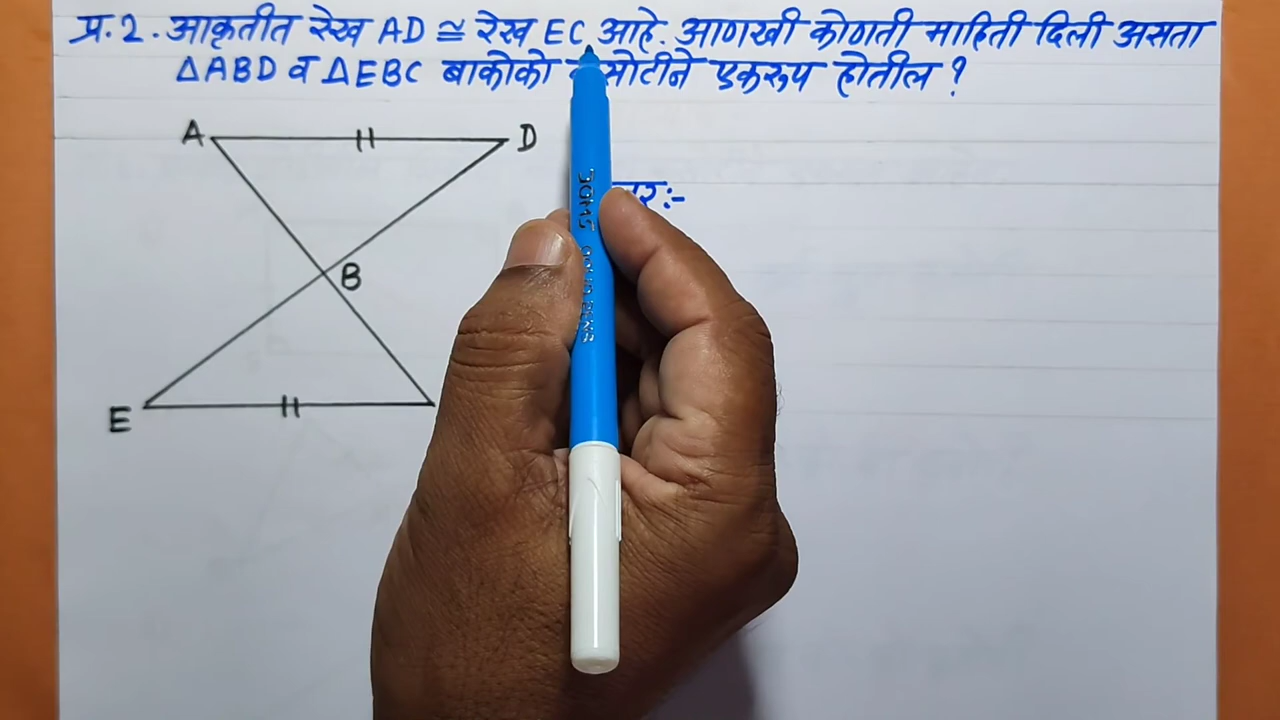 प्र. 2. आकृतीत रेख AD ≅ रेख EC आहे. आणखी कोणती माहिती दिली असता
ΔABD व ΔEBC बाकोको एकरूप होतील ?
A
D
B
E